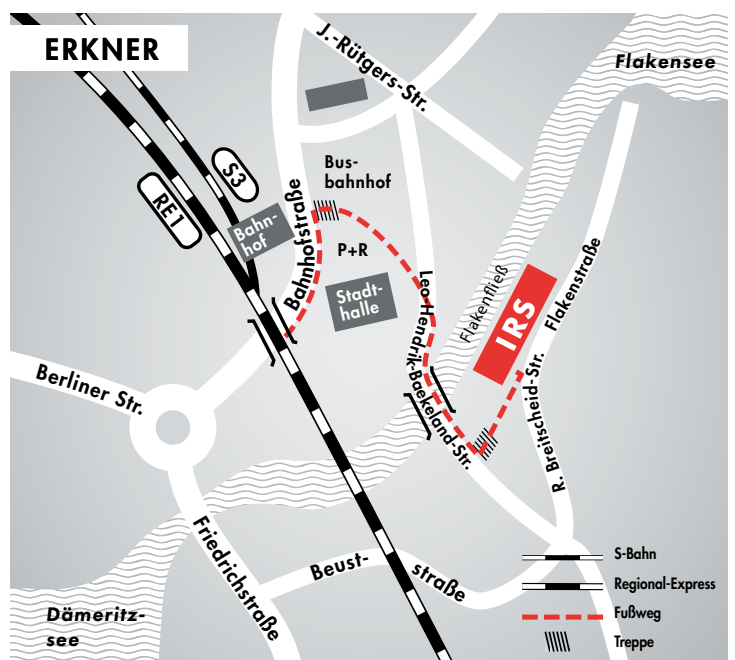 ERKNER
J.-Rütgers-Str.
Flakensee
S3
RE1
Bus-
bahnhof
Bahn-
hof
Bahnhofstraße
P+R
Stadt-
halle
Leo-Hendrik-Baekeland-Str.
Flakenfließ
IRS
Flakenstraße
R. Breitscheid-Str.
Berliner Str.
Friedrichstraße
Beust-
straße
Dämeritz-
see
S-Bahn
Regional-Express
Fußweg
Treppe